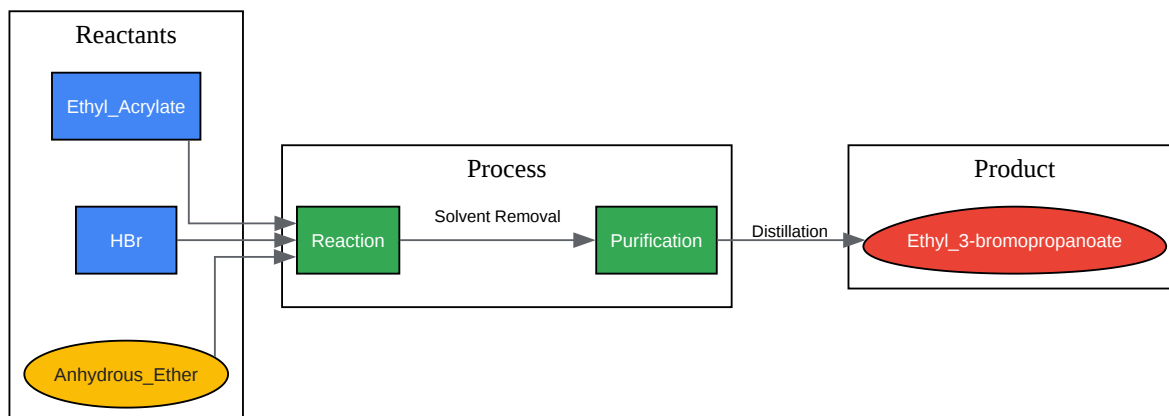 Reactants
Ethyl_Acrylate
HBr
Anhydrous_Ether
Process
Reaction
Solvent Removal
Purification
Distillation
Product
Ethyl_3-bromopropanoate